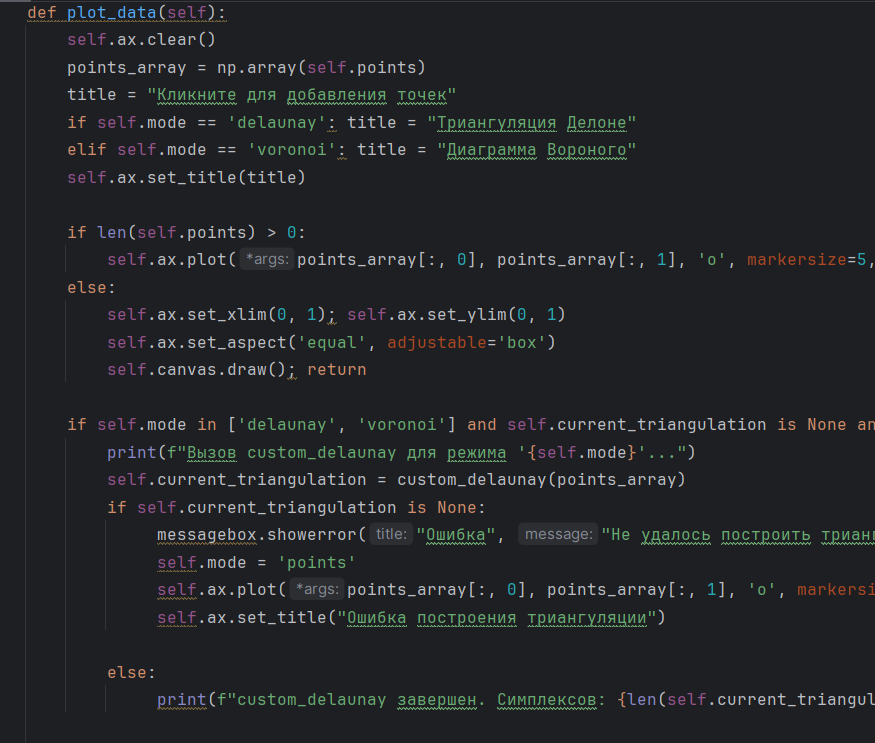 def plot_data(self):
self.ax.clear()
points_array = np.array(self.points)
title = "Кликните для добавления точек"
if self.mode == 'delaunay': title = "Триангуляция Делоне"
elif self.mode == 'voronoi': title = "Диаграмма Вороного"
self.ax.set_title(title)
if len(self.points) > 0:
self.ax.plot( *args: points_array[:, 0], points_array[:, 1], 'o', markersize=5,
else:
self.ax.set_xlim(0, 1); self.ax.set_ylim(0, 1)
self.ax.set_aspect('equal', adjustable='box')
self.canvas.draw(); return
if self.mode in ['delaunay', 'voronoi'] and self.current_triangulation is None an
print(f"Вызов custom_delaunay для режима '{self.mode}'...")
self.current_triangulation = custom_delaunay(points_array)
if self.current_triangulation is None:
messagebox.showerror( title: "Ошибка", message: "Не удалось построить трианг
self.mode = 'points'
self.ax.plot( *args: points_array[:, 0], points_array[:, 1], 'o', markersi
self.ax.set_title("Ошибка построения триангуляции")
else:
print(f"custom_delaunay завершен. Симплексов: {len(self.current_triangul